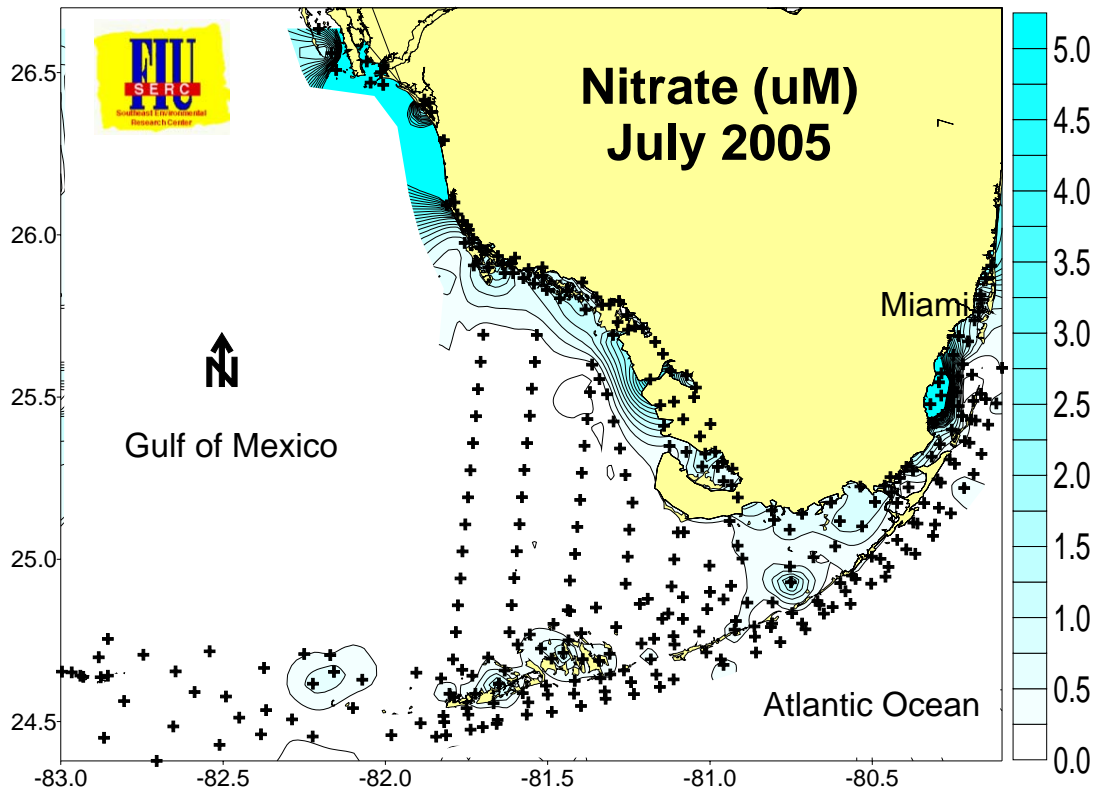 FIU
SERC
Southeast Environmental
Research Center
Nitrate (uM)
July 2005
Miami
N
Gulf of Mexico
Atlantic Ocean
26.5
26.0
25.5
25.0
24.5
-83.0
-82.5
-82.0
-81.5
-81.0
-80.5
5.0
4.5
4.0
3.5
3.0
2.5
2.0
1.5
1.0
0.5
0.0